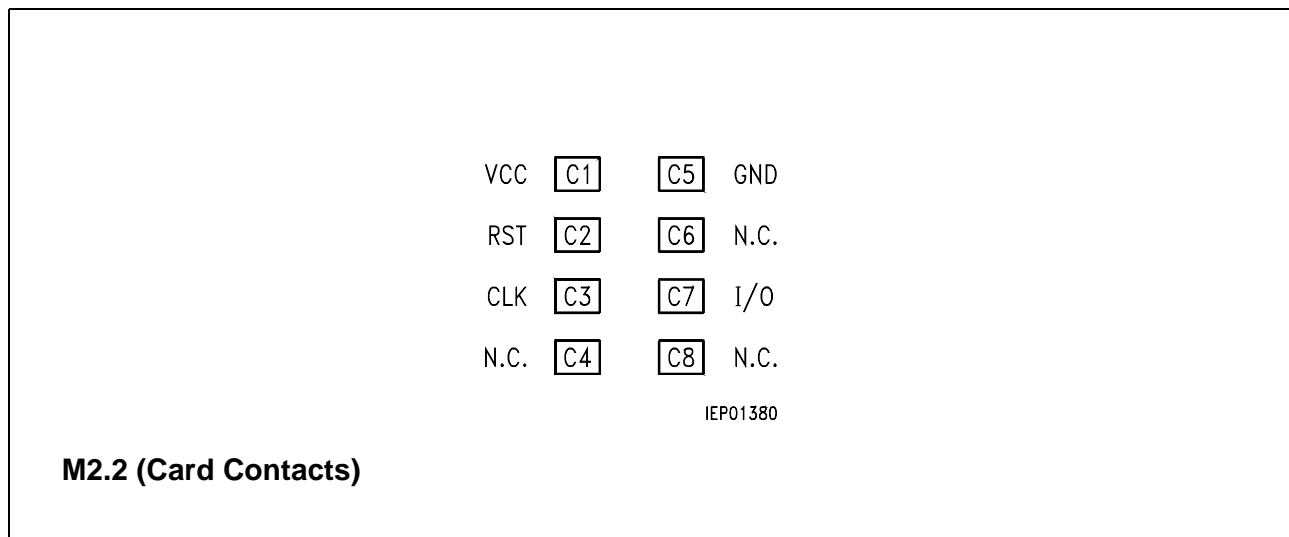 VCC C1 C5 GND
RST C2 C6 N.C.
CLK C3 C7 I/O
N.C. C4 C8 N.C.
IEP01380
M2.2 (Card Contacts)